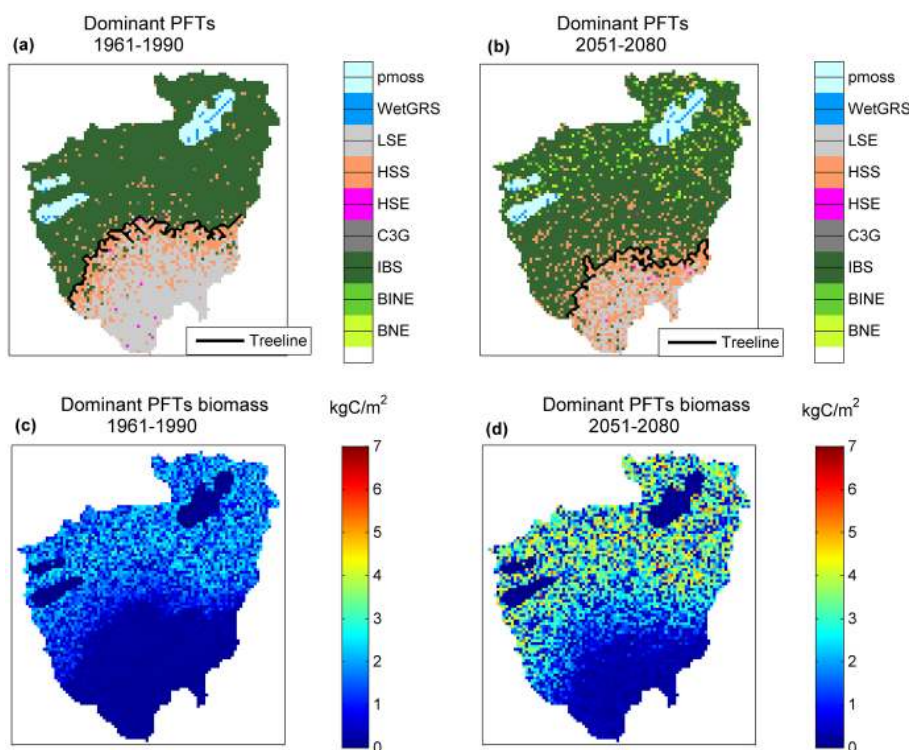 Dominant PFTs
1961-1990
(a)
pmoss
WetGRS
LSE
HSS
HSE
C3G
IBS
BINE
BNE
Treeline
Dominant PFTs
2051-2080
(b)
pmoss
WetGRS
LSE
HSS
HSE
C3G
IBS
BINE
BNE
Treeline
Dominant PFTs biomass
1961-1990
(c)
kgC/m²
7
6
5
4
3
2
1
0
Dominant PFTs biomass
2051-2080
(d)
kgC/m²
7
6
5
4
3
2
1
0